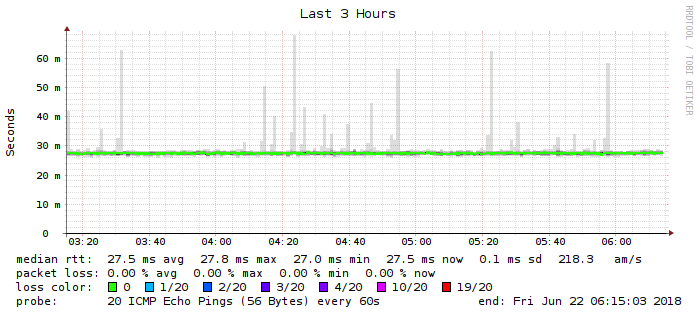 Last 3 Hours
RRDTOOL / TOBI OETIKER
Seconds
60 m
50 m
40 m
30 m
20 m
10 m
0
03:20 03:40 04:00 04:20 04:40 05:00 05:20 05:40 06:00
median rtt: 27.5 ms avg 27.8 ms max 27.0 ms min 27.5 ms now 0.1 ms sd 218.3 am/s
packet loss: 0.00 % avg 0.00 % max 0.00 % min 0.00 % now
loss color: 0 1/20 2/20 3/20 4/20 10/20 19/20
probe: 20 ICMP Echo Pings (56 Bytes) every 60s end: Fri Jun 22 06:15:03 2018